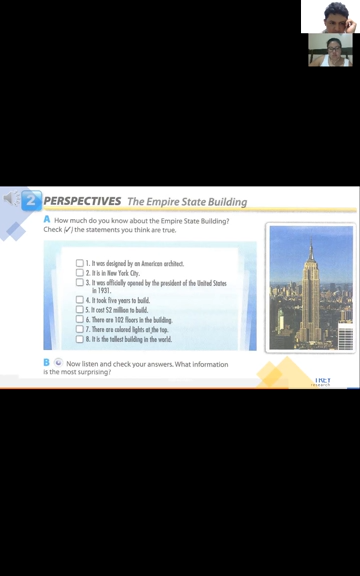 2 PERSPECTIVES The Empire State Building
A How much do you know about the Empire State Building?
Check (✓) the statements you think are true.
1. It was designed by an American architect.
2. It is in New York City.
3. It was officially opened by the president of the United States
in 1931.
4. It took five years to build.
5. It cost $2 million to build.
6. There are 102 floors in the building.
7. There are colored lights at the top.
8. It is the tallest building in the world.
B Now listen and check your answers. What information
is the most surprising?